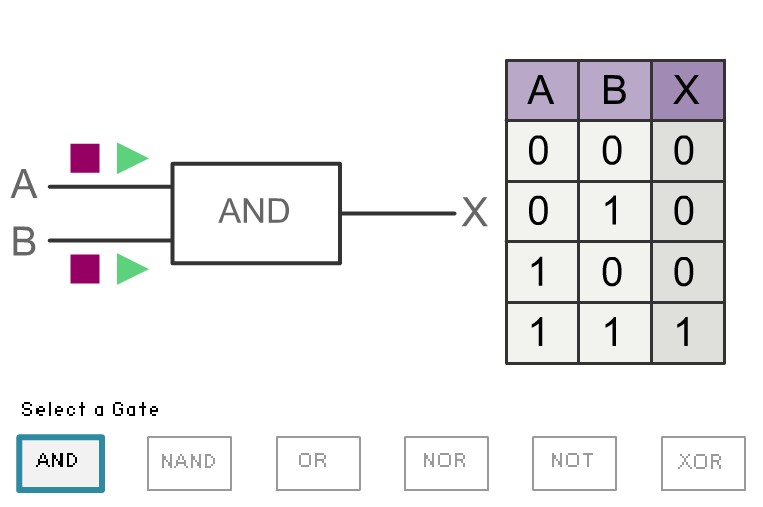 A B X
0 0 0
A AND X
0 1 0
B
1 0 0
1 1 1
Select a Gate
AND NAND OR NOR NOT XOR